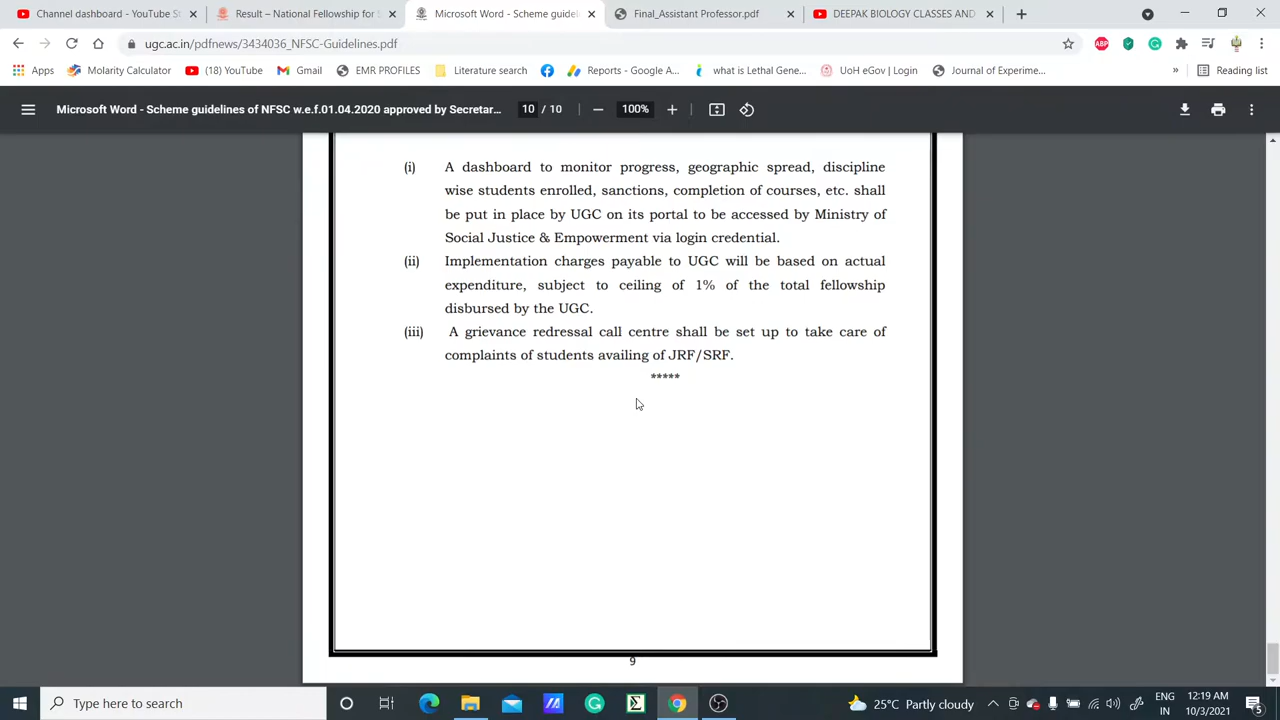 Channel dashboard - YouTube St
Result – National Fellowship for S
Microsoft Word - Scheme guidel
Final_Assistant Professor.pdf
DEEPAK BIOLOGY CLASSES AND
ugc.ac.in/pdfnews/3434036_NFSC-Guidelines.pdf
ABP
Apps
Molarity Calculator
(18) YouTube
Gmail
EMR PROFILES
Literature search
Reports - Google A...
what is Lethal Gene...
UoH eGov | Login
Journal of Experime...
»
Reading list
Microsoft Word - Scheme guidelines of NFSC w.e.f.01.04.2020 approved by Secretar...
10 / 10
100%
(i) A dashboard to monitor progress, geographic spread, discipline
wise students enrolled, sanctions, completion of courses, etc. shall
be put in place by UGC on its portal to be accessed by Ministry of
Social Justice & Empowerment via login credential.
(ii) Implementation charges payable to UGC will be based on actual
expenditure, subject to ceiling of 1% of the total fellowship
disbursed by the UGC.
(iii) A grievance redressal call centre shall be set up to take care of
complaints of students availing of JRF/SRF.
*****
9
Type here to search
25°C Partly cloudy
ENG
IN
12:19 AM
10/3/2021
5